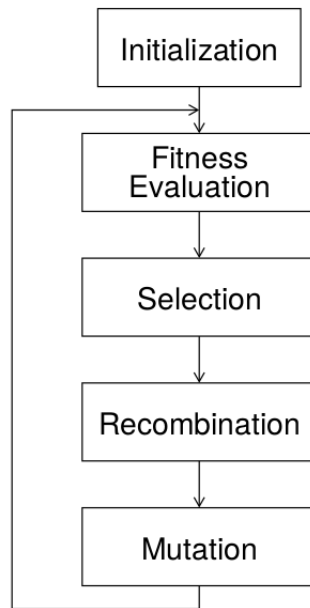 Initialization
Fitness
Evaluation
Selection
Recombination
Mutation